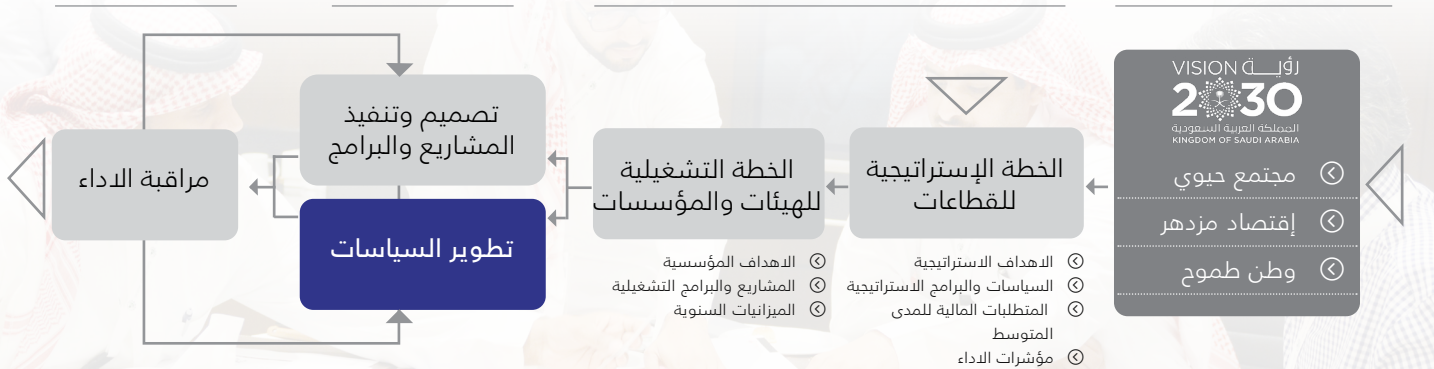 VISION رؤيــة
2030
المملكة العربية السعودية
KINGDOM OF SAUDI ARABIA
مجتمع حيوي
إقتصاد مزدهر
وطن طموح
الخطة الإستراتيجية
للقطاعات
الاهداف الاستراتيجية
السياسات والبرامج الاستراتيجية
المتطلبات المالية للمدى
المتوسط
مؤشرات الاداء
الخطة التشغيلية
للهيئات والمؤسسات
الاهداف المؤسسية
المشاريع والبرامج التشغيلية
الميزانيات السنوية
تصميم وتنفيذ
المشاريع والبرامج
تطوير السياسات
مراقبة الاداء